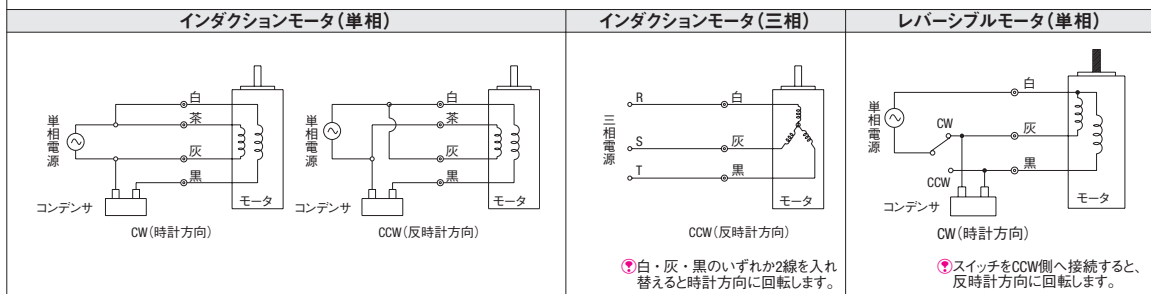 インダクションモータ（単相）
インダクションモータ（三相）
レバーシブルモータ（単相）
単相電源
白
茶
灰
黒
コンデンサ
モータ
CW（時計方向）
単相電源
白
茶
灰
黒
コンデンサ
モータ
CCW（反時計方向）
三相電源
R
S
T
白
灰
黒
モータ
CCW（反時計方向）
白・灰・黒のいずれか2線を入れ
替えると時計方向に回転します。
単相電源
白
CW
灰
CCW
黒
コンデンサ
モータ
CW（時計方向）
スイッチをCCW側へ接続すると、
反時計方向に回転します。